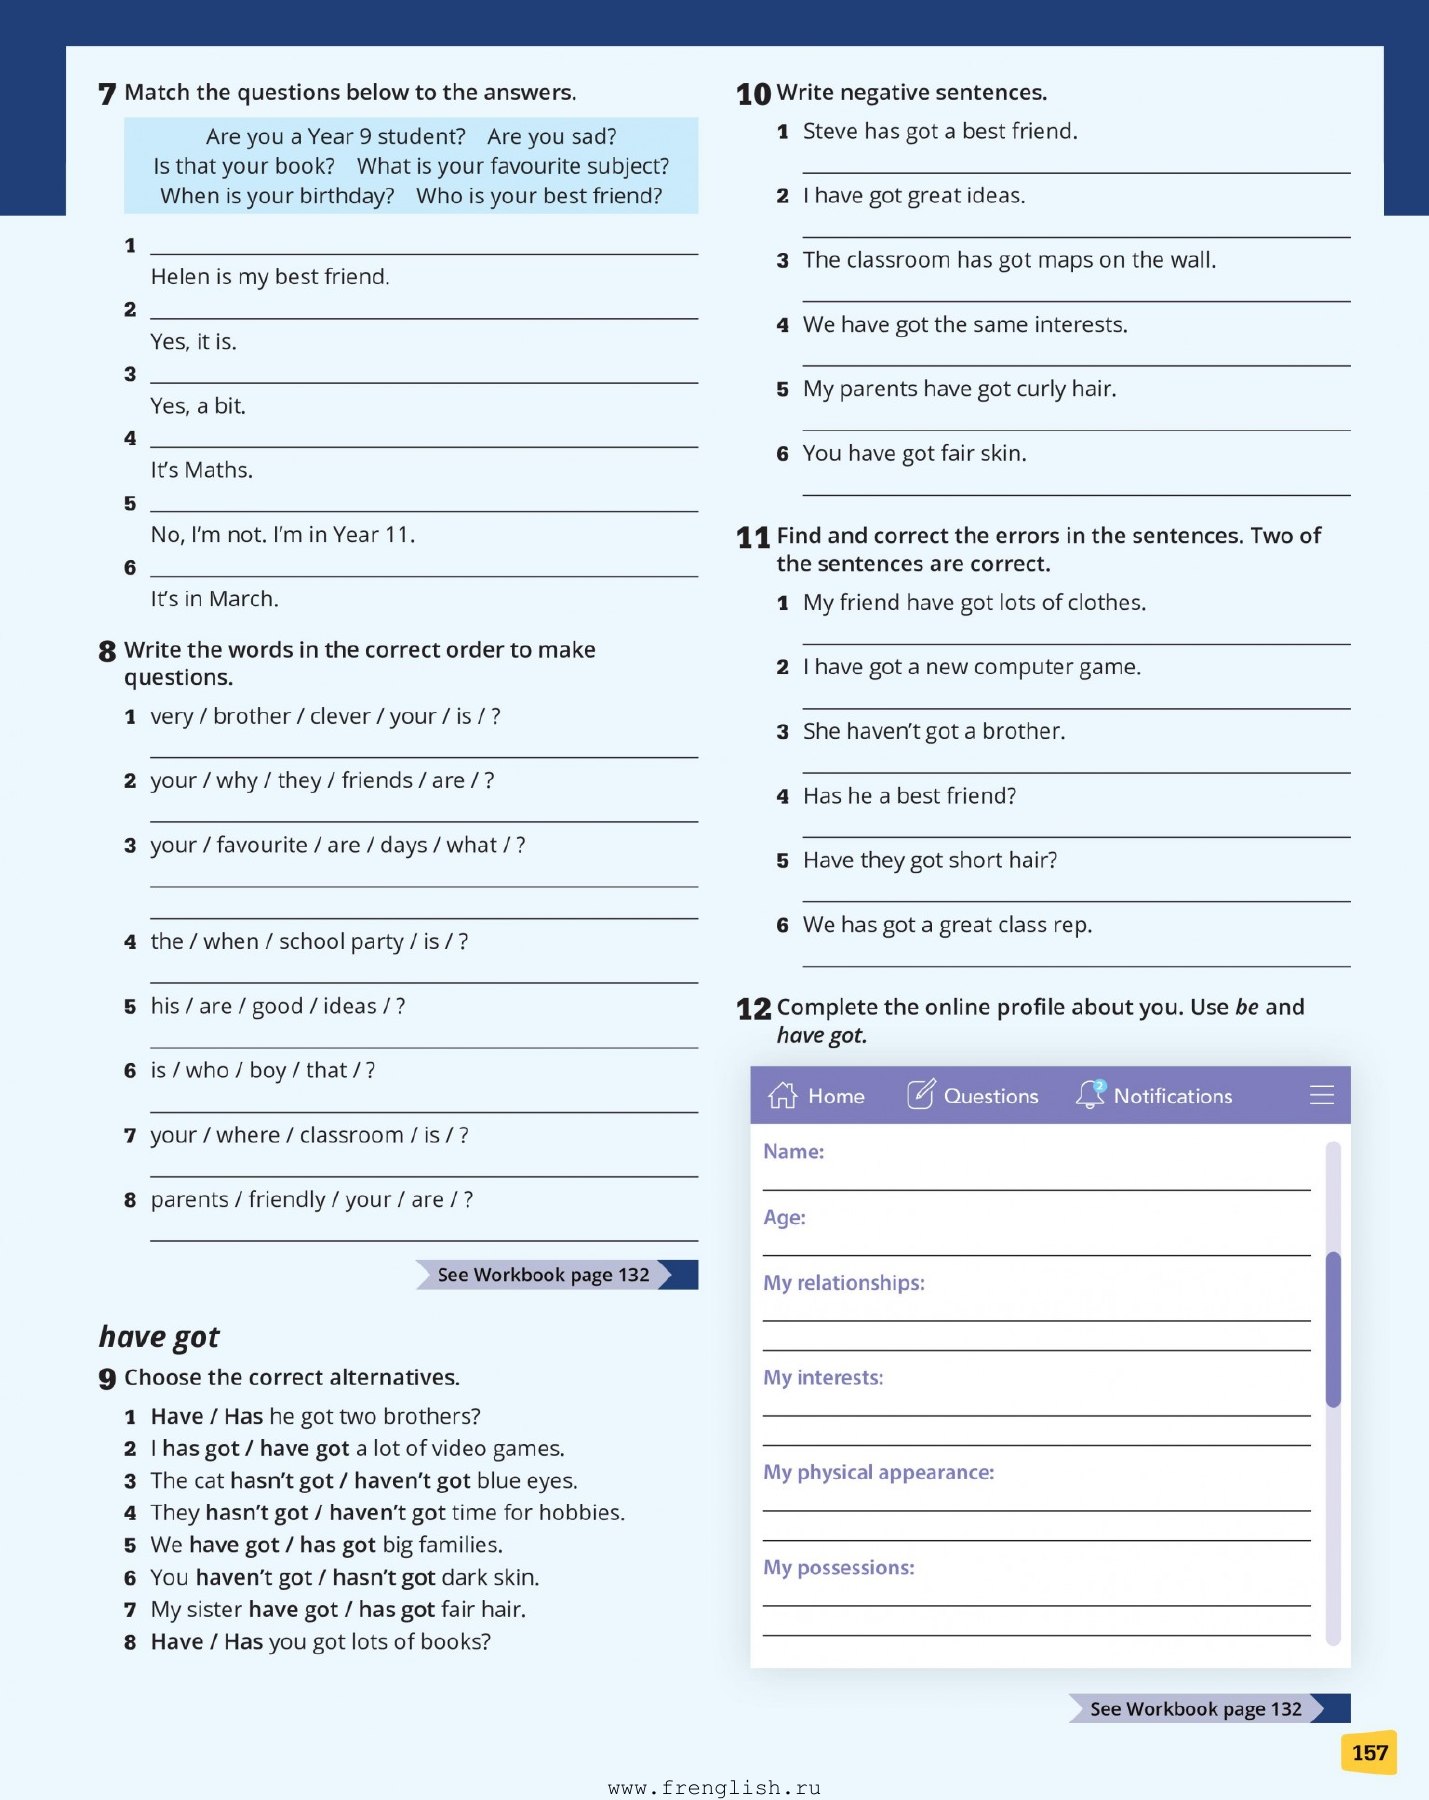 7 Match the questions below to the answers.
Are you a Year 9 student? Are you sad?
Is that your book? What is your favourite subject?
When is your birthday? Who is your best friend?
1
Helen is my best friend.
2
Yes, it is.
3
Yes, a bit.
4
It's Maths.
5
No, I'm not. I'm in Year 11.
6
It's in March.
8 Write the words in the correct order to make
questions.
1 very / brother / clever / your / is / ?
2 your / why / they / friends / are / ?
3 your / favourite / are / days / what / ?
4 the / when / school party / is / ?
5 his / are / good / ideas / ?
6 is / who / boy / that / ?
7 your / where / classroom / is / ?
8 parents / friendly / your / are / ?
See Workbook page 132
have got
9 Choose the correct alternatives.
1 Have / Has he got two brothers?
2 I has got / have got a lot of video games.
3 The cat hasn't got / haven't got blue eyes.
4 They hasn't got / haven't got time for hobbies.
5 We have got / has got big families.
6 You haven't got / hasn't got dark skin.
7 My sister have got / has got fair hair.
8 Have / Has you got lots of books?
10 Write negative sentences.
1 Steve has got a best friend.
2 I have got great ideas.
3 The classroom has got maps on the wall.
4 We have got the same interests.
5 My parents have got curly hair.
6 You have got fair skin.
11 Find and correct the errors in the sentences. Two of
the sentences are correct.
1 My friend have got lots of clothes.
2 I have got a new computer game.
3 She haven't got a brother.
4 Has he a best friend?
5 Have they got short hair?
6 We has got a great class rep.
12 Complete the online profile about you. Use be and
have got.
Home Questions 2 Notifications
Name:
Age:
My relationships:
My interests:
My physical appearance:
My possessions:
See Workbook page 132
157
www.frenglish.ru